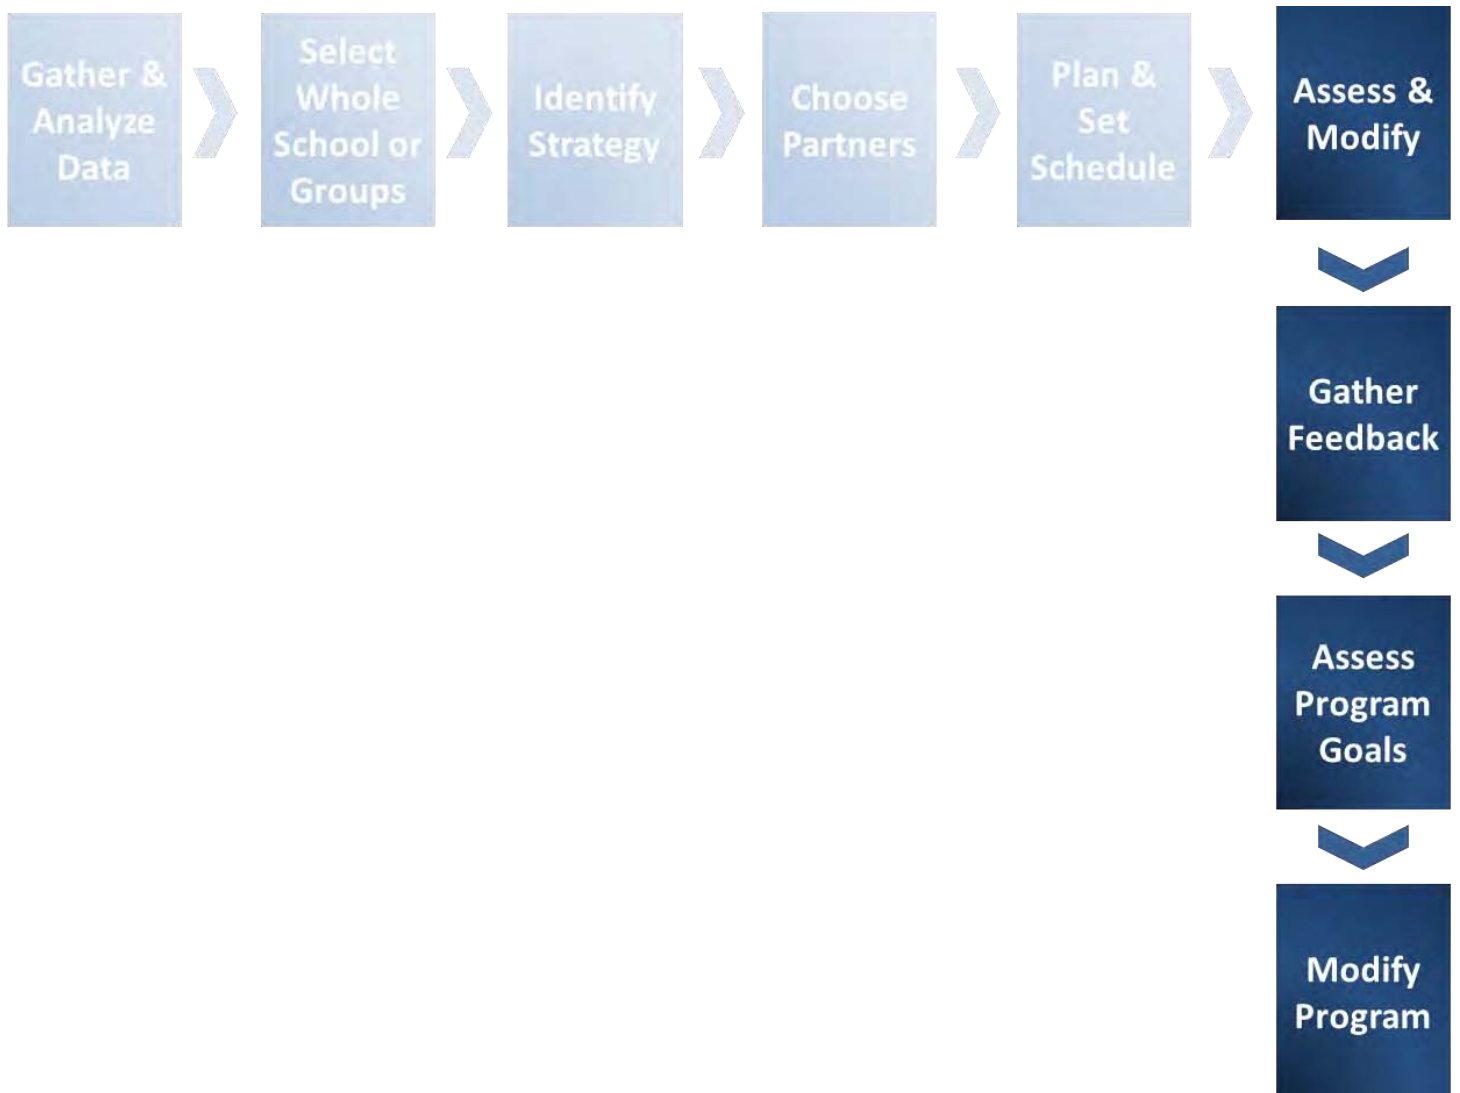 Gather &
Analyze
Data
Select
Whole
School or
Groups
Identify
Strategy
Choose
Partners
Plan &
Set
Schedule
Assess &
Modify
Gather
Feedback
Assess
Program
Goals
Modify
Program